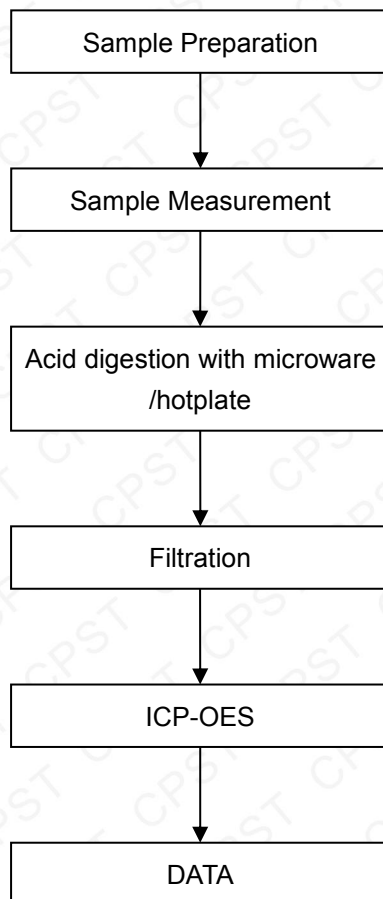 Sample Preparation
Sample Measurement
Acid digestion with microware
/hotplate
Filtration
ICP-OES
DATA